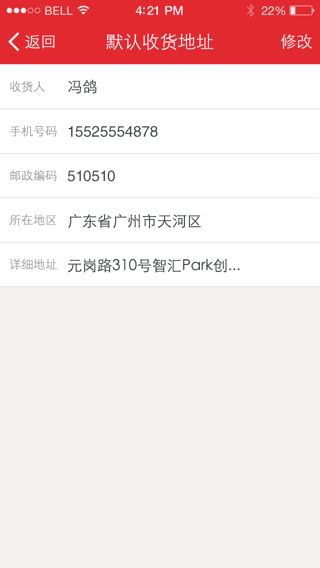 BELL 4:21 PM 22%
返回 默认收货地址 修改
收货人 冯鸽
手机号码 15525554878
邮政编码 510510
所在地区 广东省广州市天河区
详细地址 元岗路310号智汇Park创...